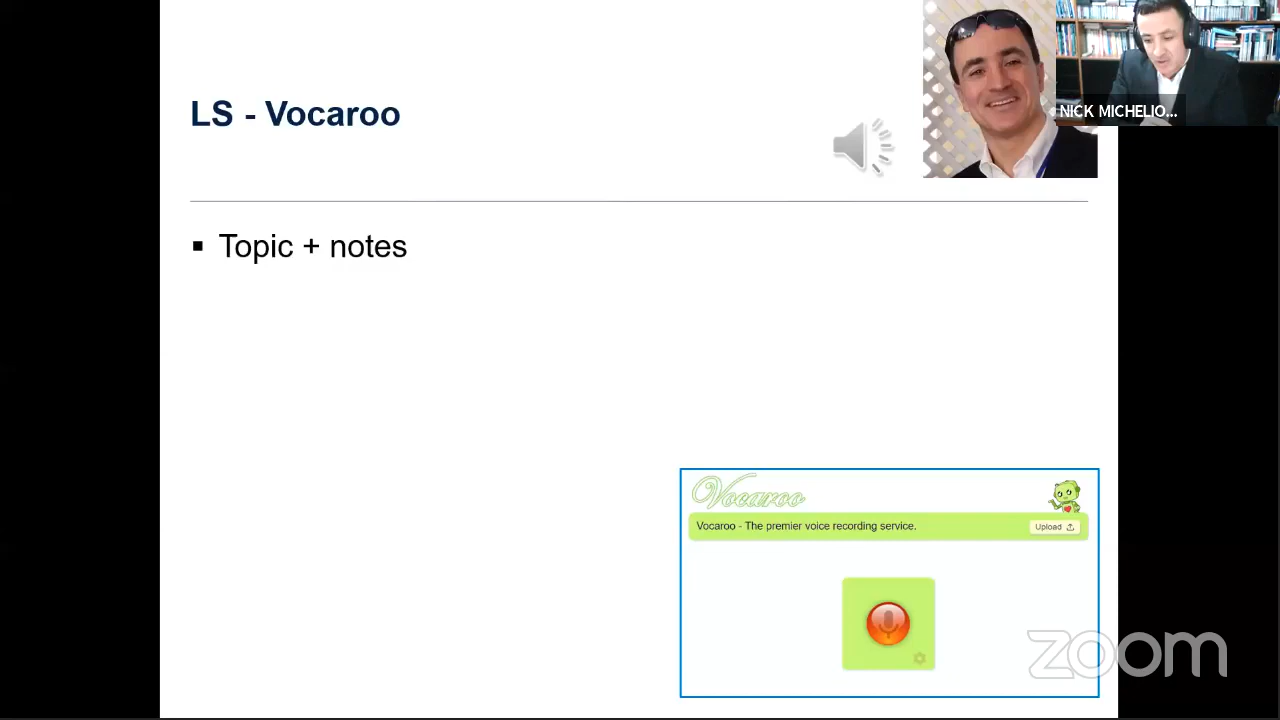 NICK MICHELIO...
LS - Vocaroo
▪ Topic + notes
Vocaroo
Vocaroo - The premier voice recording service.
Upload
zoom